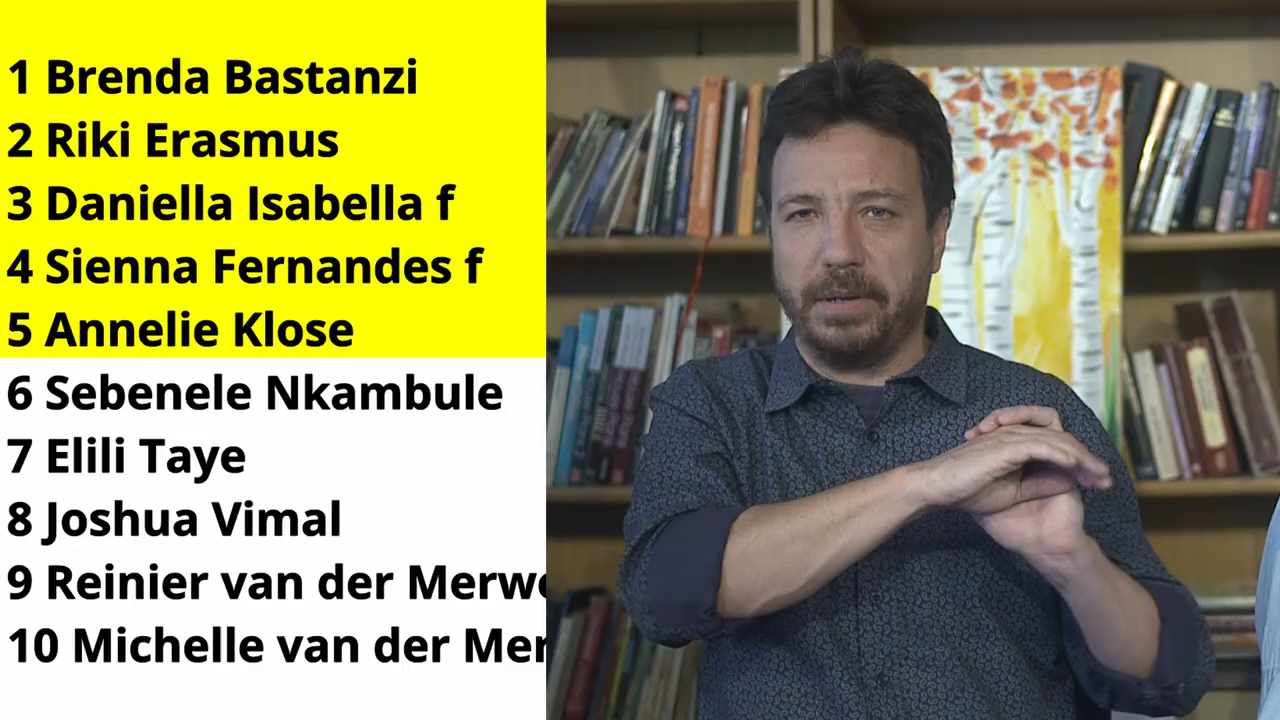 1 Brenda Bastanzi
2 Riki Erasmus
3 Daniella Isabella f
4 Sienna Fernandes f
5 Annelie Klose
6 Sebenele Nkambule
7 Elili Taye
8 Joshua Vimal
9 Reinier van der
10 Michelle van der